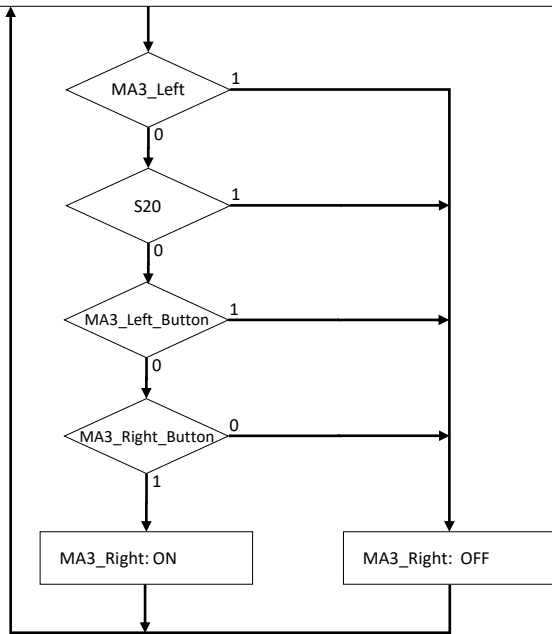 MA3_Left
1
0
S20
1
0
MA3_Left_Button
1
0
MA3_Right_Button
0
1
MA3_Right: ON
MA3_Right: OFF